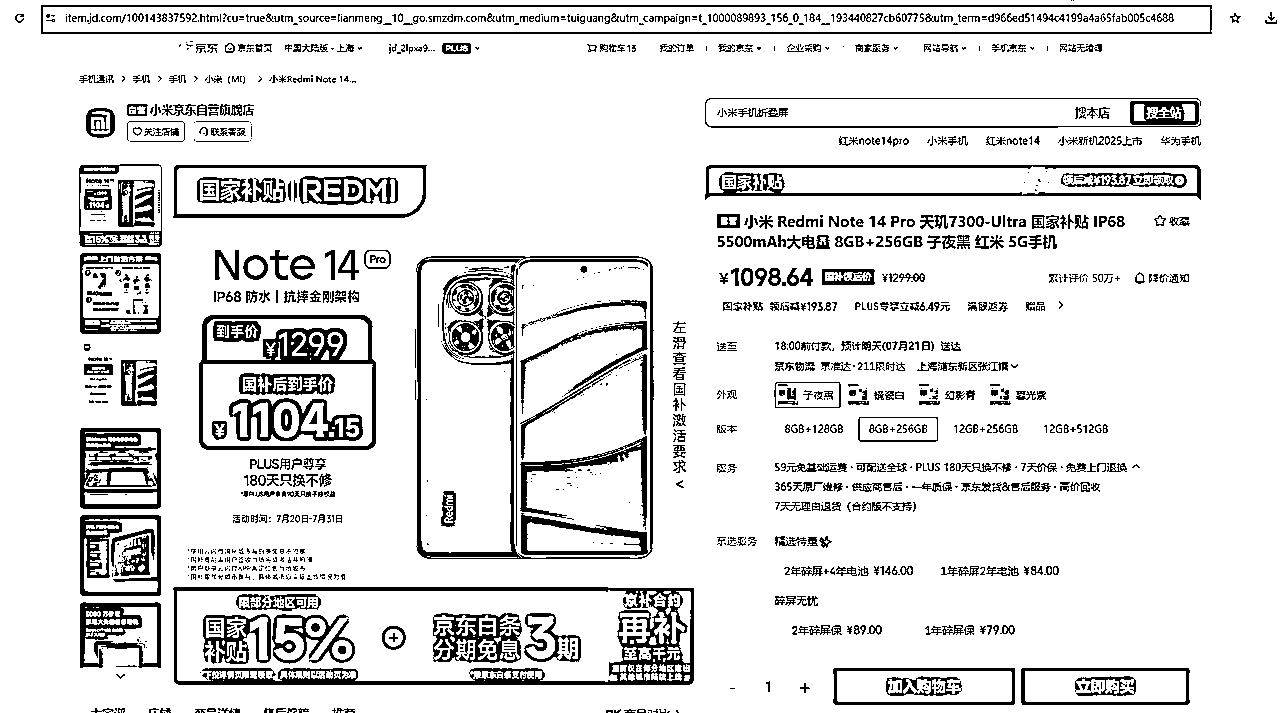 item.jd.com/100143837592.html?cu=true&utm_source=lianmeng__10__go.smzdm.com&utm_medium=tuiguang&utm_campaign=t_1000089893_156_0_184__193440827cb60775&utm_term=d966ed51494c4199a4a65fab005c4688
京东 京东首页 中国大陆版-上海 jd_2lpxa9... PLUS 购物车13 我的订单 我的京东 企业采购 商家服务 网站导航 手机京东 网站无障碍
手机通讯 > 手机 > 手机 > 小米（MI） > 小米Redmi Note 14...
小米京东自营旗舰店
关注店铺 联系客服
小米手机折叠屏 搜本店 搜全站
红米note14pro 小米手机 红米note14 小米新机2025上市 华为手机
国家补贴 REDMI
Note 14 Pro
IP68 防水 | 抗摔金刚架构
到手价 ¥1299
国补后到手价
¥1104.15
PLUS用户尊享
180天只换不修
活动时间：7月20日-7月31日
左滑查看国补激活要求
Redmi
限部分地区可用
国家补贴15%
京东白条分期免息3期
再补
至高千元
国家补贴 领后减¥193.87立即领取
小米 Redmi Note 14 Pro 天玑7300-Ultra 国家补贴 IP68 收藏
5500mAh大电量 8GB+256GB 子夜黑 红米 5G手机
¥1098.64 国补领后价 ¥1299.00 累计评价 50万+ 降价通知
国家补贴 领后减¥193.87 PLUS专享立减6.49元 满额返券 赠品 >
送至 18:00前付款，预计明天(07月21日) 送达
京东物流 京准达·211限时达 上海浦东新区张江镇
外观 子夜黑 镜瓷白 幻影青 暮光紫
版本 8GB+128GB 8GB+256GB 12GB+256GB 12GB+512GB
服务 59元免基础运费·可配送全球·PLUS 180天只换不修·7天价保·免费上门退换
365天原厂维修·供应商售后·一年质保·京东发货&售后服务·高价回收
7天无理由退货（合约版不支持）
京选服务 精选特惠
2年碎屏+4年电池 ¥146.00 1年碎屏2年电池 ¥84.00
碎屏无忧
2年碎屏保 ¥89.00 1年碎屏保 ¥79.00
- 1 + 加入购物车 立即购买
大家评 店铺 商品详情 售后保障 推荐